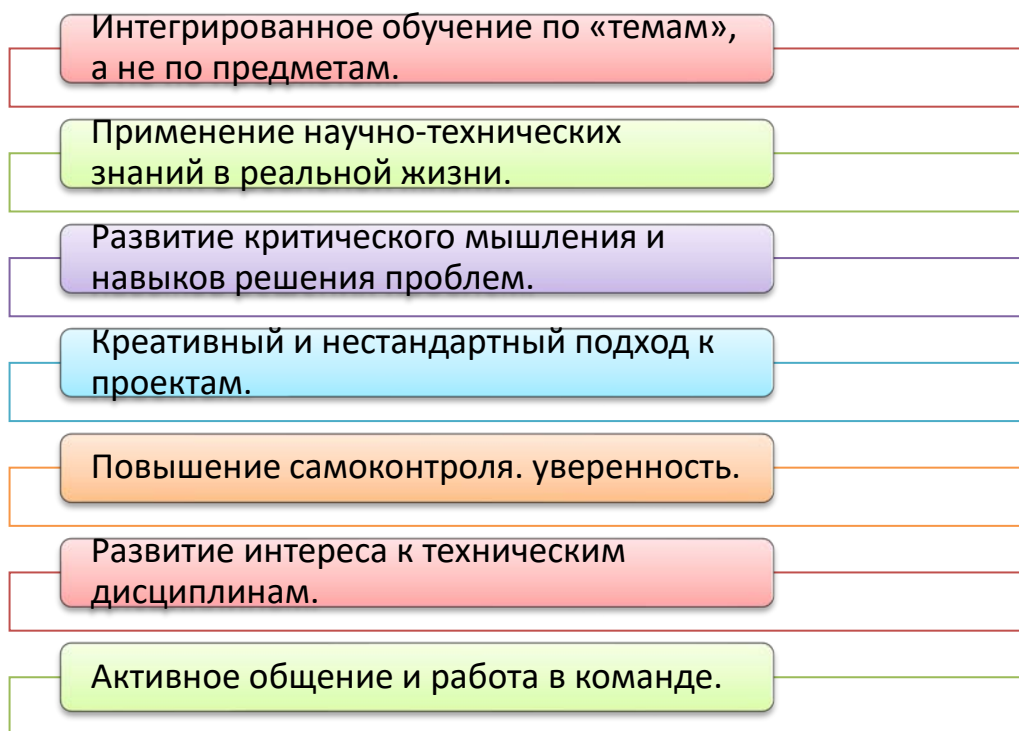 Интегрированное обучение по «темам»,
а не по предметам.
Применение научно-технических
знаний в реальной жизни.
Развитие критического мышления и
навыков решения проблем.
Креативный и нестандартный подход к
проектам.
Повышение самоконтроля. уверенность.
Развитие интереса к техническим
дисциплинам.
Активное общение и работа в команде.